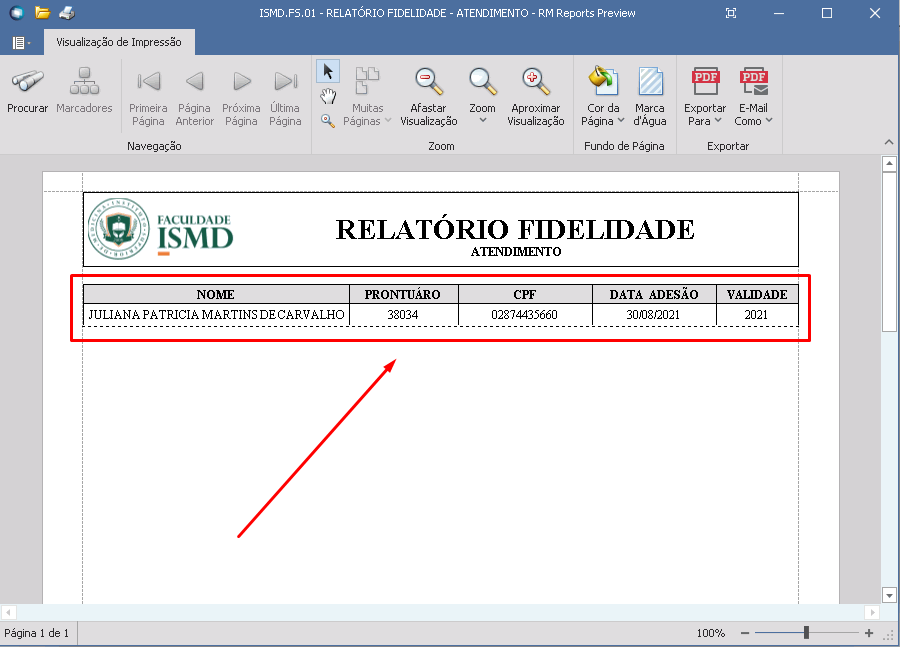 ISMD.FS.01 - RELATÓRIO FIDELIDADE - ATENDIMENTO - RM Reports Preview
Visualização de Impressão
Procurar
Marcadores
Primeira Página
Página Anterior
Próxima Página
Última Página
Navegação
Muitas Páginas
Afastar Visualização
Zoom
Aproximar Visualização
Zoom
Cor da Página
Marca d'Água
Fundo de Página
PDF
Exportar Para
PDF
E-Mail Como
Exportar
FACULDADE
ISMD
RELATÓRIO FIDELIDADE
ATENDIMENTO
NOME PRONTUÁRO CPF DATA ADESÃO VALIDADE
JULIANA PATRICIA MARTINS DE CARVALHO 38034 02874435660 30/08/2021 2021
Página 1 de 1
100%